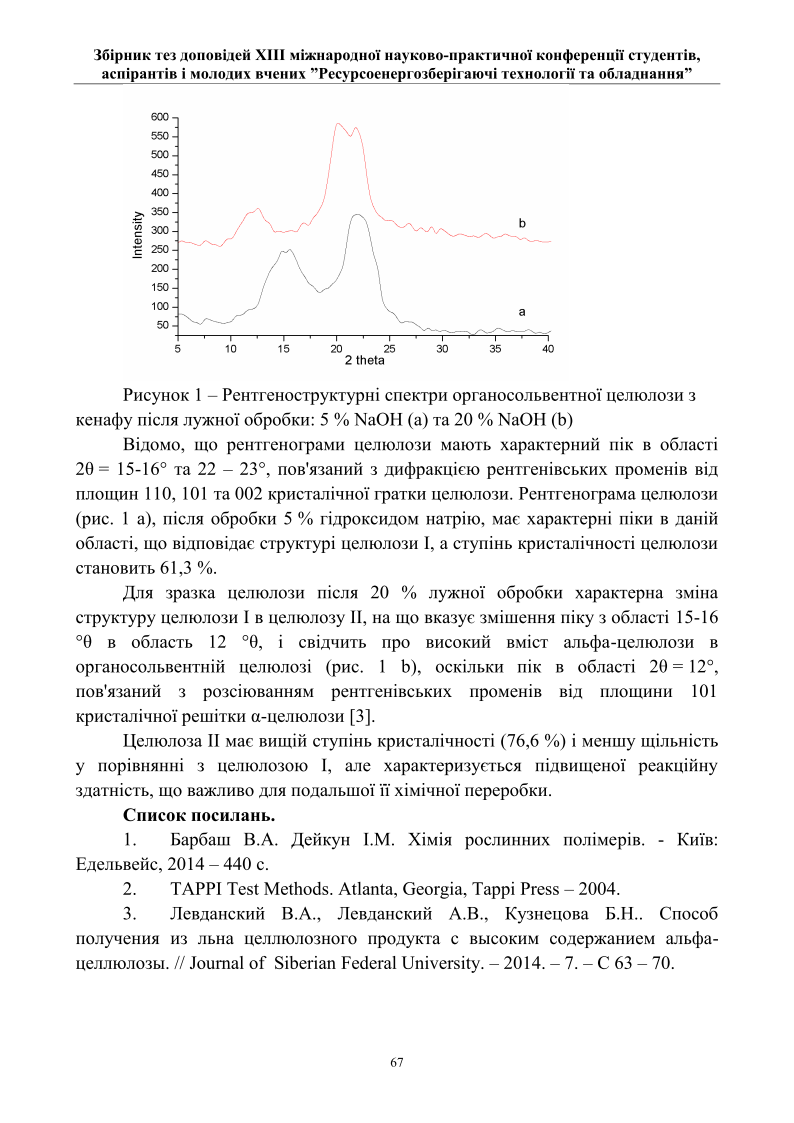 Збірник тез доповідей XIII міжнародної науково-практичної конференції студентів,
аспірантів і молодих вчених ”Ресурсоенергозберігаючі технології та обладнання”
600
550
500
450
400
350
300
250
200
150
100
50
Intensity
b
a
5 10 15 20 25 30 35 40
2 theta
Рисунок 1 – Рентгеноструктурні спектри органосольвентної целюлози з
кенафу після лужної обробки: 5 % NaOH (a) та 20 % NaOH (b)
Відомо, що рентгенограми целюлози мають характерний пік в області
2θ = 15-16° та 22 – 23°, пов'язаний з дифракцією рентгенівських променів від
площин 110, 101 та 002 кристалічної гратки целюлози. Рентгенограма целюлози
(рис. 1 а), після обробки 5 % гідроксидом натрію, має характерні піки в даній
області, що відповідає структурі целюлози І, а ступінь кристалічності целюлози
становить 61,3 %.
Для зразка целюлози після 20 % лужної обробки характерна зміна
структуру целюлози І в целюлозу ІІ, на що вказує змішення піку з області 15-16
°θ в область 12 °θ, і свідчить про високий вміст альфа-целюлози в
органосольвентній целюлозі (рис. 1 b), оскільки пік в області 2θ = 12°,
пов'язаний з розсіюванням рентгенівських променів від площини 101
кристалічної решітки α-целюлози [3].
Целюлоза ІІ має вищій ступінь кристалічності (76,6 %) і меншу щільність
у порівнянні з целюлозою І, але характеризується підвищеної реакційну
здатність, що важливо для подальшої її хімічної переробки.
Список посилань.
1. Барбаш В.А. Дейкун І.М. Хімія рослинних полімерів. - Київ:
Едельвейс, 2014 – 440 с.
2. TAPPI Test Methods. Atlanta, Georgia, Tappi Press – 2004.
3. Левданский В.А., Левданский А.В., Кузнецова Б.Н.. Способ
получения из льна целлюлозного продукта с высоким содержанием альфа-
целлюлозы. // Journal of Siberian Federal University. – 2014. – 7. – С 63 – 70.
67